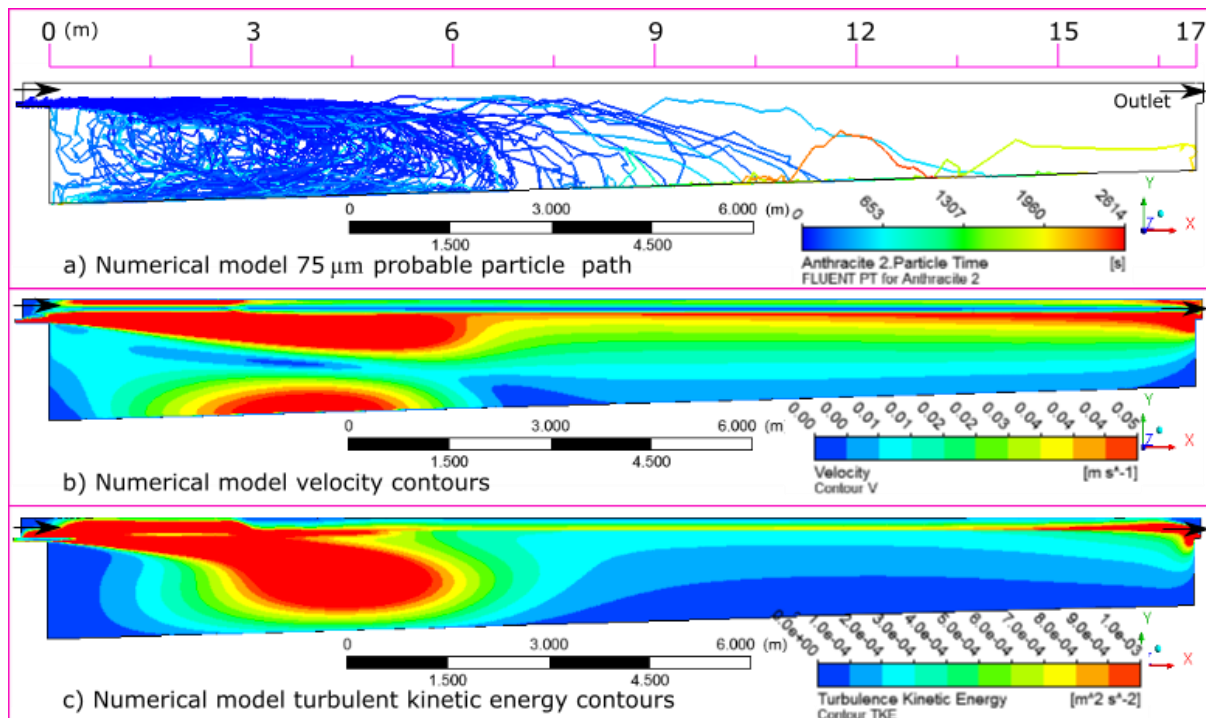 0 (m) 3 6 9 12 15 17
Outlet
0 3.000 6.000 (m)
1.500 4.500
0 653 1307 1960 2614
Anthracite 2.Particle Time [s]
FLUENT PT for Anthracite 2
Y
Z X
a) Numerical model 75 μm probable particle path
0 3.000 6.000 (m
1.500 4.500
0.00 0.00 0.01 0.01 0.02 0.02 0.03 0.04 0.04 0.05
Velocity [m s^-1]
Contour V
Y
Z X
b) Numerical model velocity contours
0 3.000 6.000 (m)
1.500 4.500
0.0e+00 1.0e-04 2.0e-04 3.0e-04 4.0e-04 5.0e-04 6.0e-04 7.0e-04 8.0e-04 9.0e-04 1.0e-03
Turbulence Kinetic Energy [m^2 s^-2]
Contour TKE
Y
X
c) Numerical model turbulent kinetic energy contours